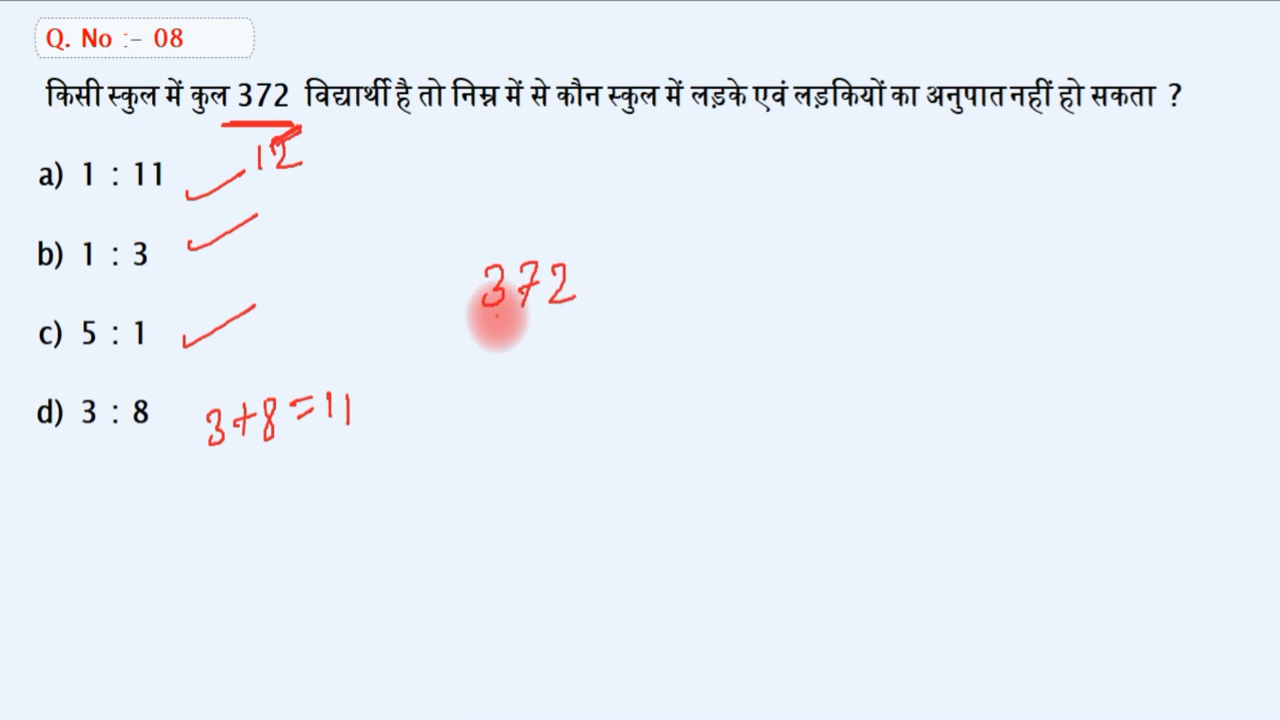 Q. No :- 08
किसी स्कुल में कुल 372 विद्यार्थी है तो निम्न में से कौन स्कुल में लड़के एवं लड़कियों का अनुपात नहीं हो सकता ?
12
a) 1 : 11
b) 1 : 3
372
c) 5 : 1
d) 3 : 8 3+8=11